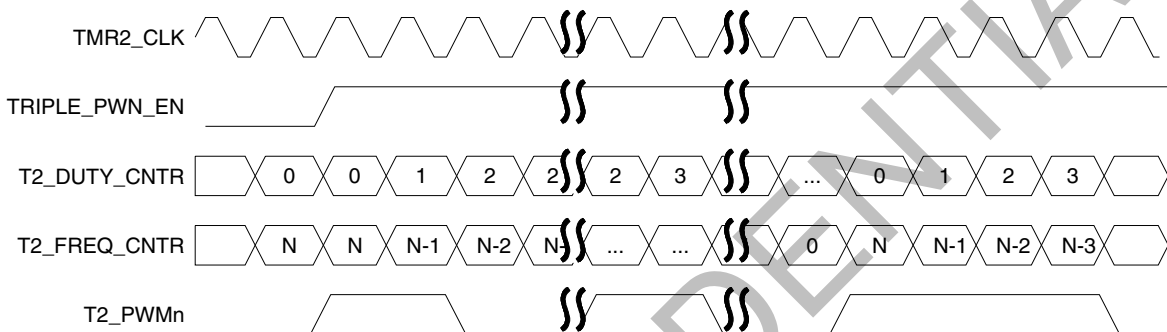 TMR2_CLK
TRIPLE_PWN_EN
T2_DUTY_CNTR 0 0 1 2 2 2 3 ... 0 1 2 3
T2_FREQ_CNTR N N N-1 N-2 N- ... ... 0 N N-1 N-2 N-3
T2_PWMn
DENTIA